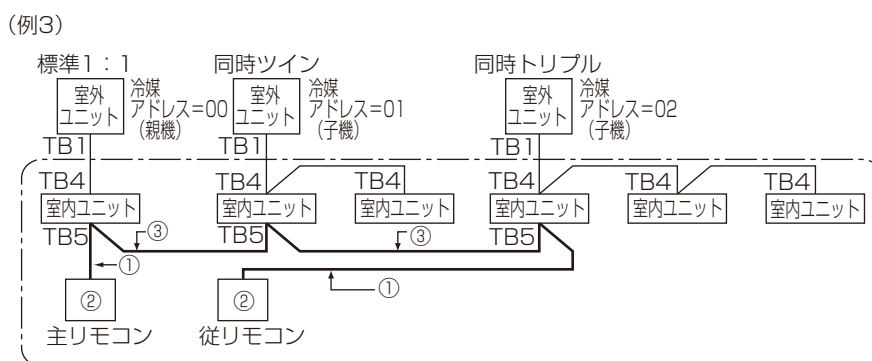 (例3)
標準1：1
同時ツイン
同時トリプル
室外
ユニット
冷媒
アドレス=00
(親機)
室外
ユニット
冷媒
アドレス=01
(子機)
室外
ユニット
冷媒
アドレス=02
(子機)
TB1
TB1
TB1
TB4
TB4
TB4
TB4
TB4
TB4
室内ユニット
室内ユニット
室内ユニット
室内ユニット
室内ユニット
室内ユニット
TB5
③
TB5
③
TB5
①
①
②
②
主リモコン
従リモコン